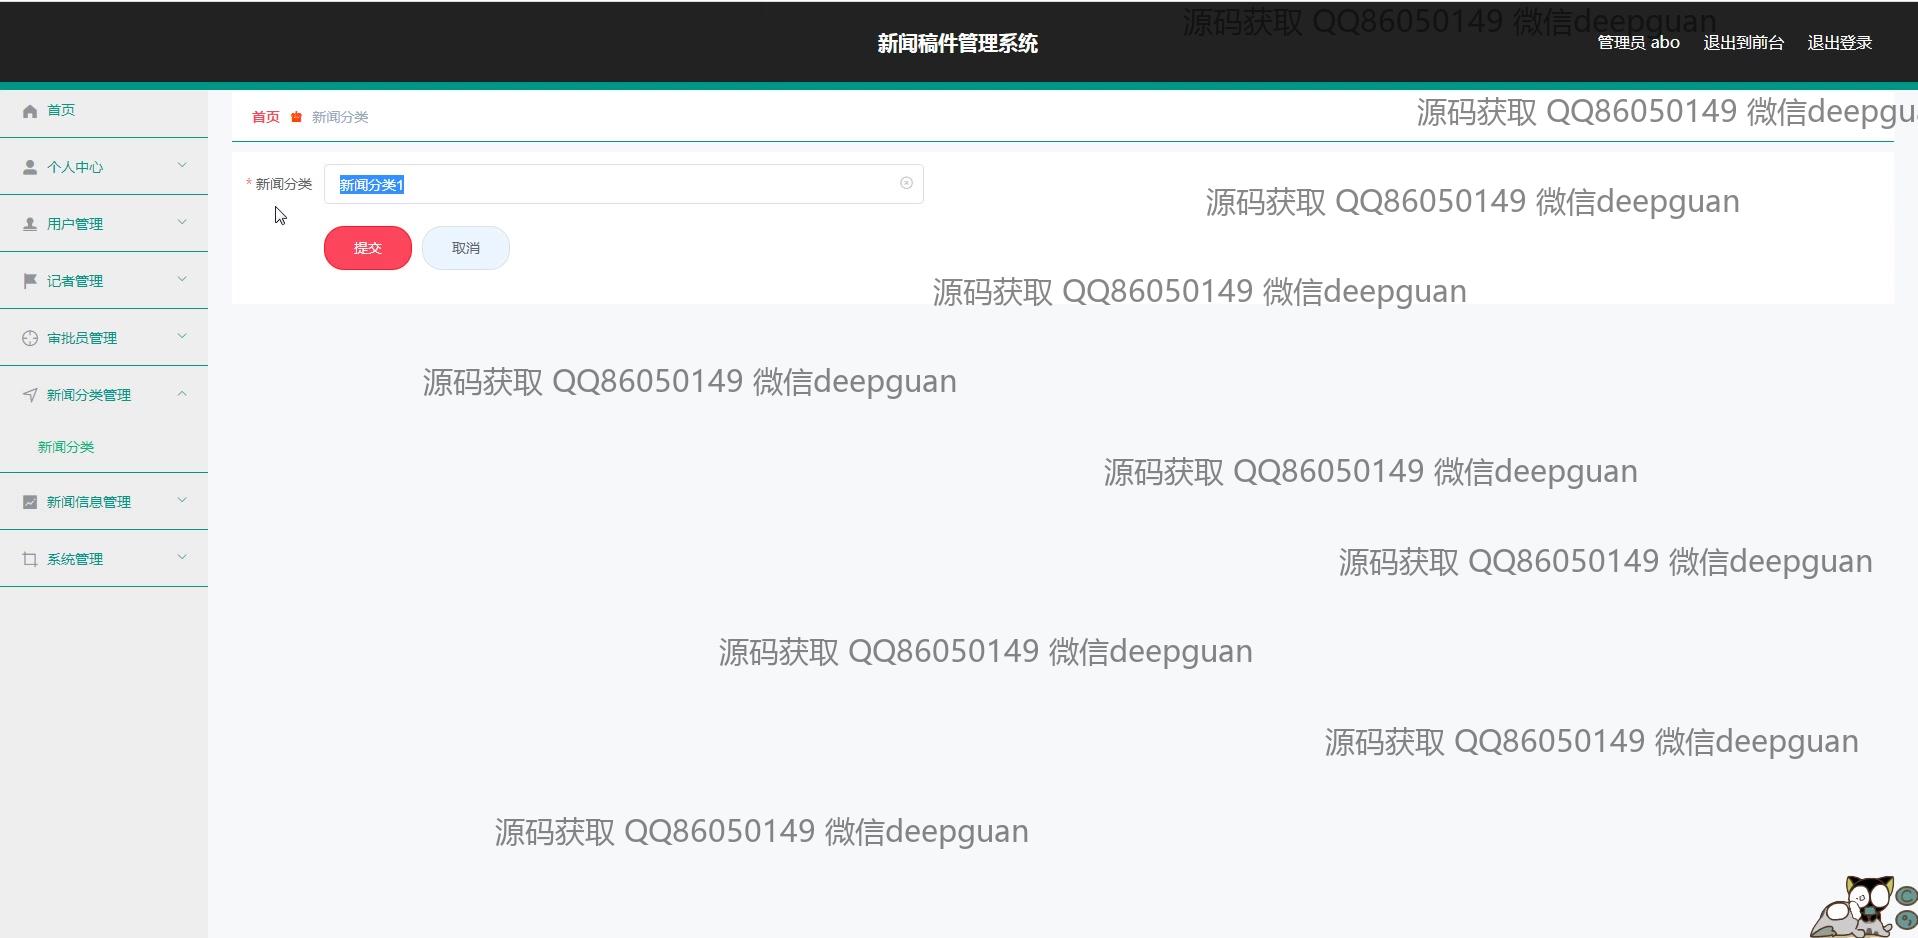 源码获取 QQ86050149 微信deepguan
新闻稿件管理系统
管理员 abo 退出到前台 退出登录
首页
个人中心
用户管理
记者管理
审批员管理
新闻分类管理
新闻分类
新闻信息管理
系统管理
首页 新闻分类
源码获取 QQ86050149 微信deepgu
* 新闻分类 新闻分类1
源码获取 QQ86050149 微信deepguan
提交 取消
源码获取 QQ86050149 微信deepguan
源码获取 QQ86050149 微信deepguan
源码获取 QQ86050149 微信deepguan
源码获取 QQ86050149 微信deepguan
源码获取 QQ86050149 微信deepguan
源码获取 QQ86050149 微信deepguan
源码获取 QQ86050149 微信deepguan